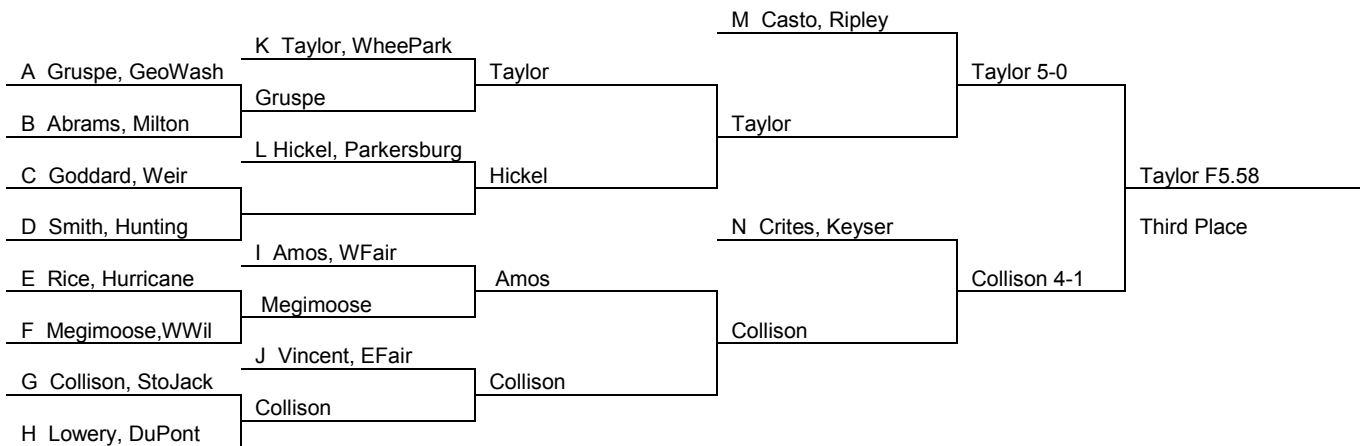 M Casto, Ripley
K Taylor, WheePark
A Gruspe, GeoWash
Taylor
Taylor 5-0
Gruspe
B Abrams, Milton
Taylor
L Hickel, Parkersburg
C Goddard, Weir
Hickel
Taylor F5.58
D Smith, Hunting
N Crites, Keyser
Third Place
I Amos, WFair
E Rice, Hurricane
Amos
Collison 4-1
Megimoose
F Megimoose,WWil
Collison
J Vincent, EFair
G Collison, StoJack
Collison
Collison
H Lowery, DuPont